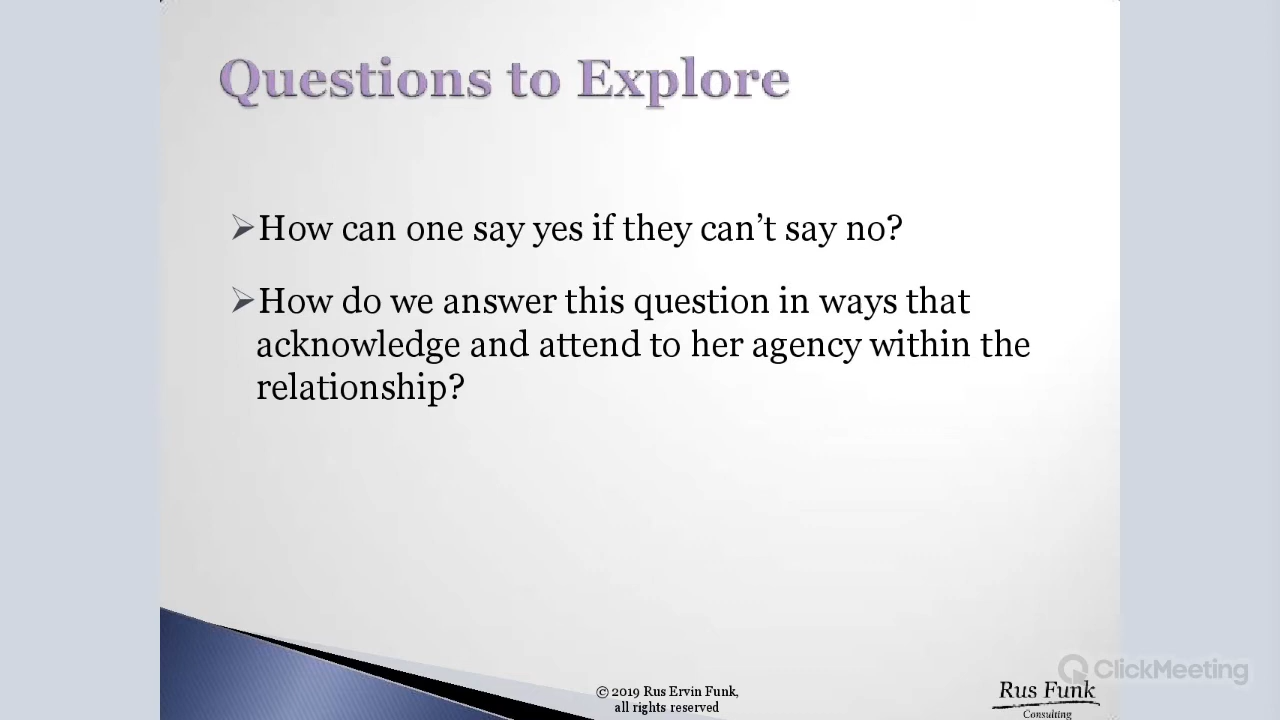 Questions to Explore
➢How can one say yes if they can’t say no?
➢How do we answer this question in ways that
acknowledge and attend to her agency within the
relationship?
© 2019 Rus Ervin Funk,
all rights reserved
Rus Funk
Consulting
ClickMeeting